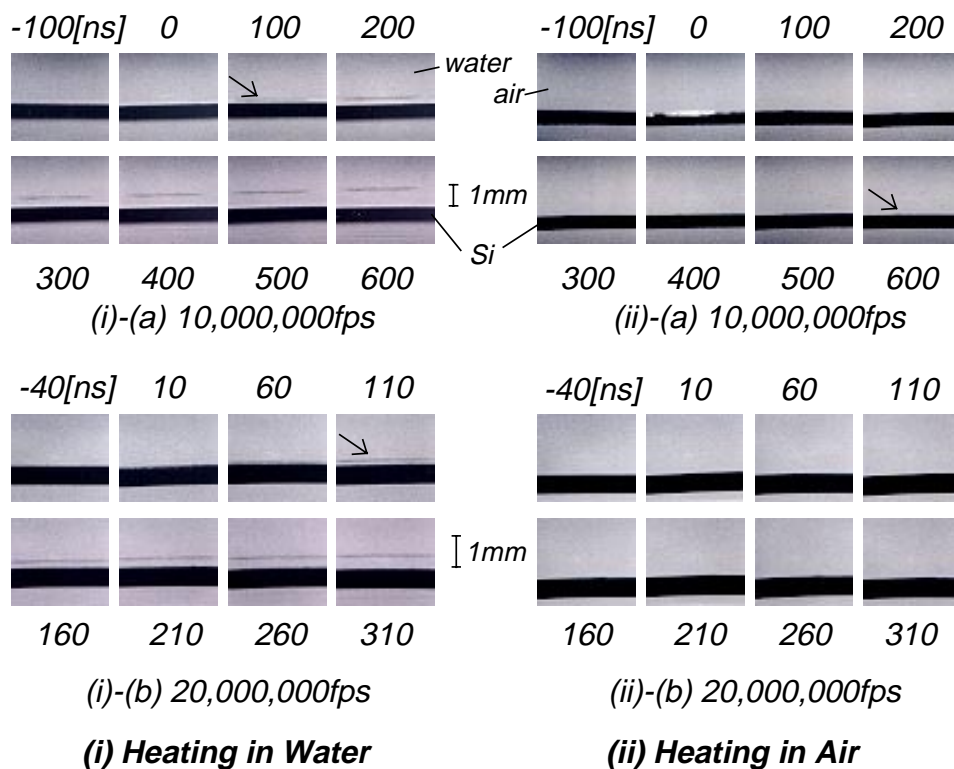 -100[ns] 0 100 200
water
1mm
Si
300 400 500 600
(i)-(a) 10,000,000fps
-100[ns] 0 100 200
air
300 400 500 600
(ii)-(a) 10,000,000fps
-40[ns] 10 60 110
1mm
160 210 260 310
(i)-(b) 20,000,000fps
(i) Heating in Water
-40[ns] 10 60 110
160 210 260 310
(ii)-(b) 20,000,000fps
(ii) Heating in Air